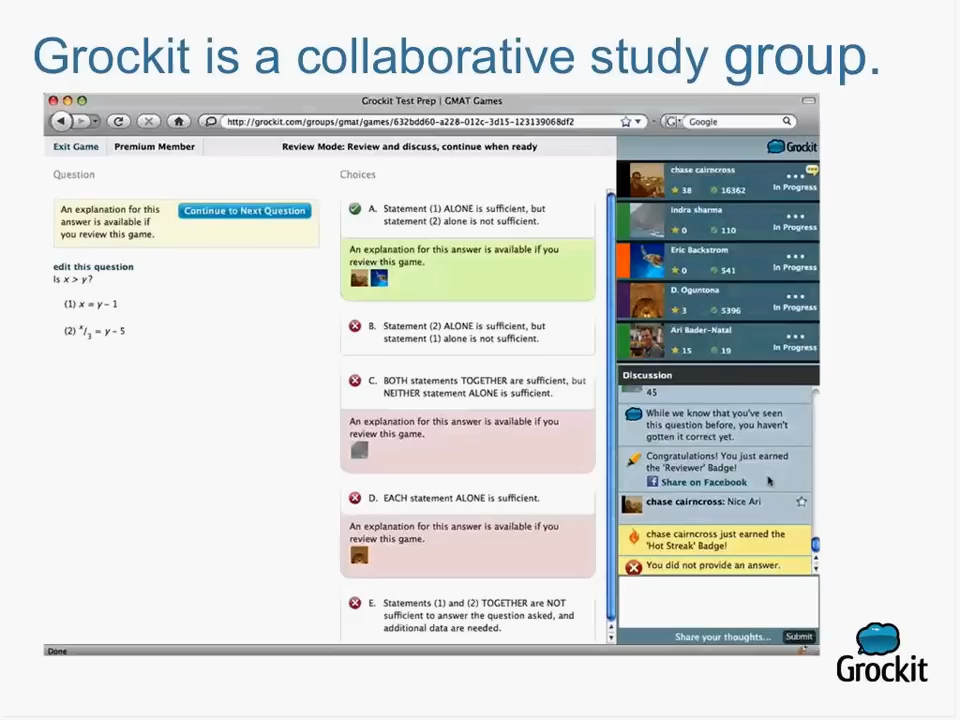 Grockit is a collaborative study group.
Grockit Test Prep | GMAT Games
http://grockit.com/groups/gmat/games/632bdd60-a228-012c-3d15-123139068df2
Google
Exit Game
Premium Member
Review Mode: Review and discuss, continue when ready
Grockit
Question
An explanation for this
answer is available if
you review this game.
Continue to Next Question
edit this question
Is x > y?
(1) x = y − 1
(2) x/3 = y − 5
Choices
A. Statement (1) ALONE is sufficient, but
statement (2) alone is not sufficient.
An explanation for this answer is available if you
review this game.
B. Statement (2) ALONE is sufficient, but
statement (1) alone is not sufficient.
C. BOTH statements TOGETHER are sufficient, but
NEITHER statement ALONE is sufficient.
An explanation for this answer is available if you
review this game.
D. EACH statement ALONE is sufficient.
An explanation for this answer is available if you
review this game.
E. Statements (1) and (2) TOGETHER are NOT
sufficient to answer the question asked, and
additional data are needed.
chase cairncross
38 16362 In Progress
indra sharma
0 110 In Progress
Eric Backstrom
0 541 In Progress
D. Oguntona
3 5396 In Progress
Ari Bader-Natal
15 19 In Progress
Discussion
45
While we know that you've seen
this question before, you haven't
gotten it correct yet.
Congratulations! You just earned
the 'Reviewer' Badge!
Share on Facebook
chase cairncross: Nice Ari
chase cairncross just earned the
'Hot Streak' Badge!
You did not provide an answer.
Share your thoughts...
Submit
Done
Grockit